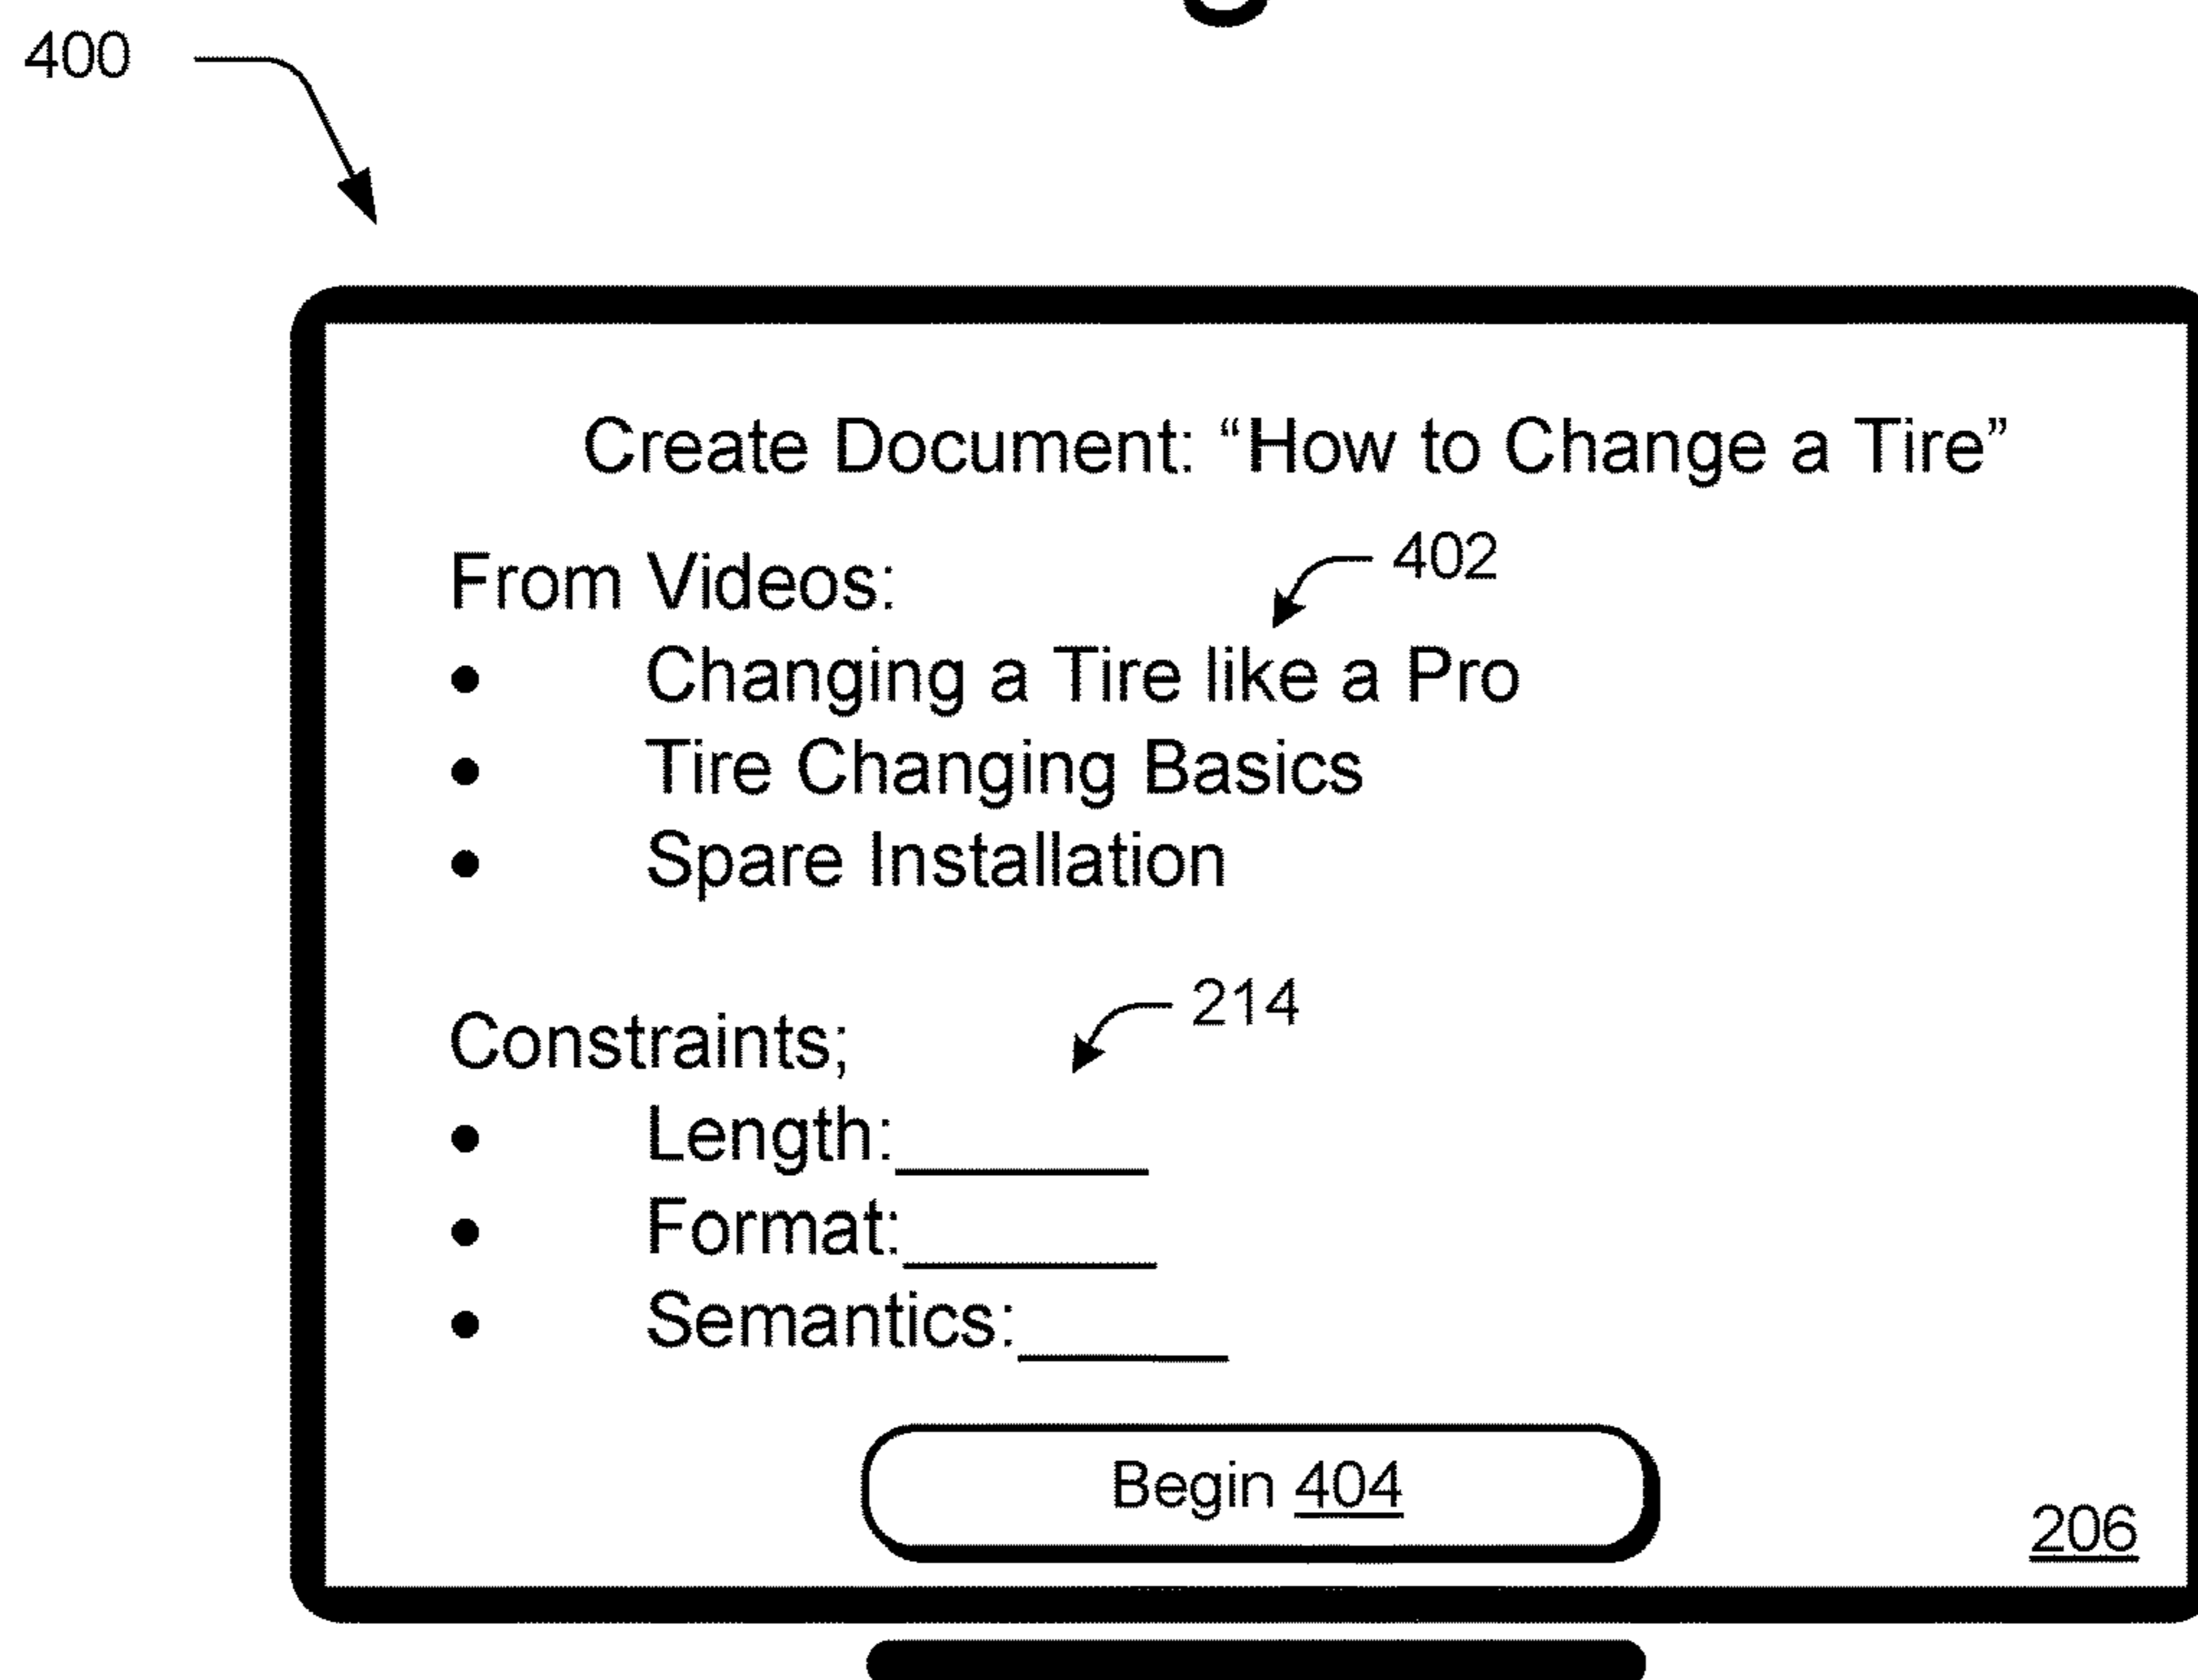 400
Create Document: “How to Change a Tire”
From Videos:
402
• Changing a Tire like a Pro
• Tire Changing Basics
• Spare Installation
214
Constraints;
• Length:_______
• Format:_______
• Semantics:______
Begin 404
206